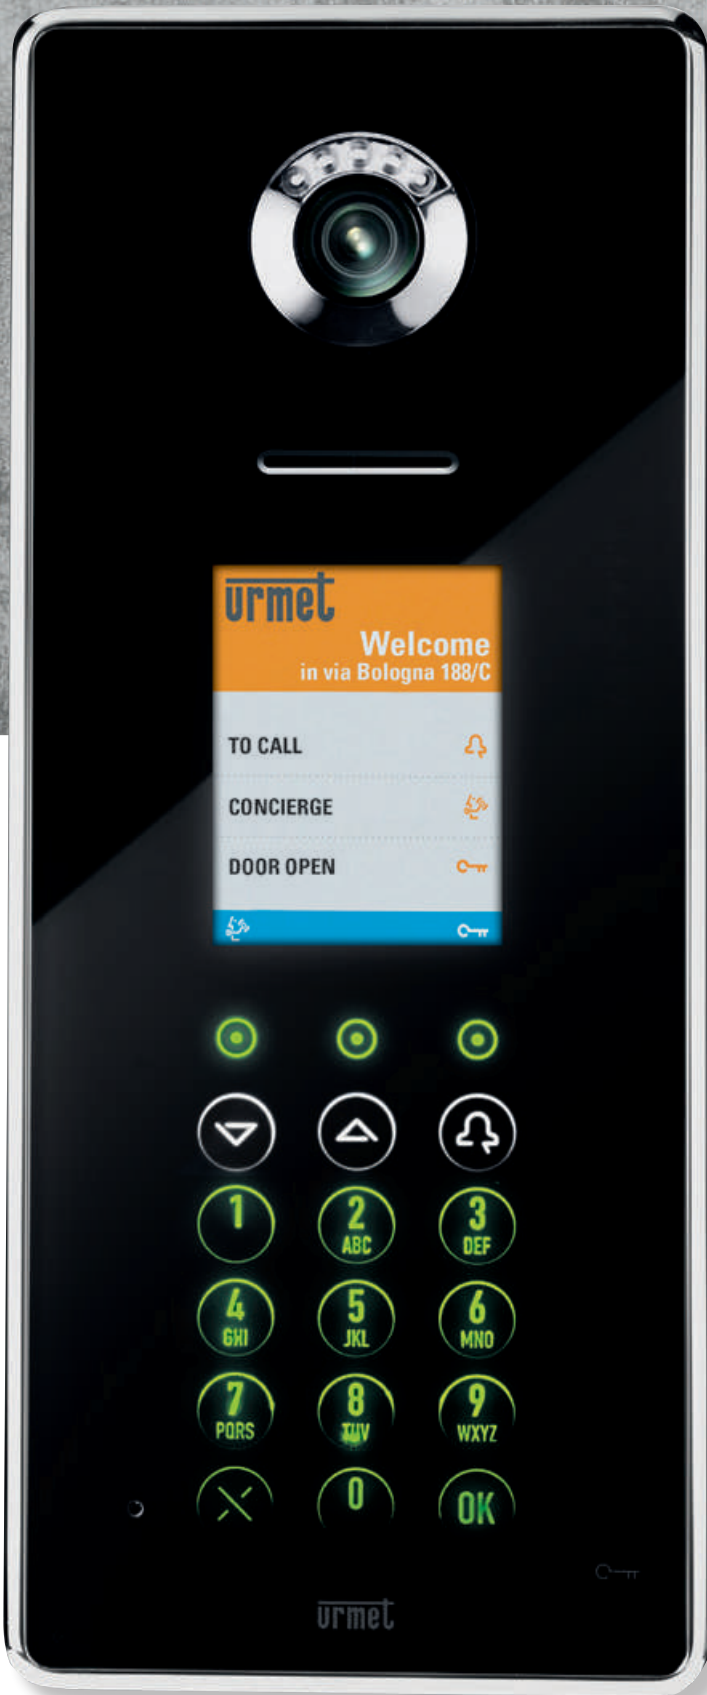 urmet
Welcome
in via Bologna 188/C
TO CALL
CONCIERGE
DOOR OPEN
1
2
ABC
3
DEF
4
GHI
5
JKL
6
MNO
7
PQRS
8
TUV
9
WXYZ
0
OK
urmet